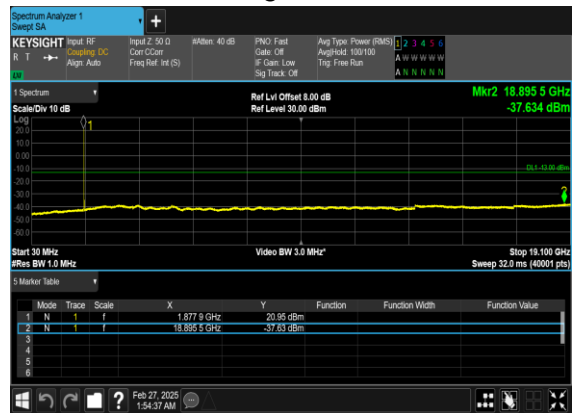 Spectrum Analyzer 1
Swept SA
KEYSIGHT Input: RF Input Z: 50 Ω #Atten: 40 dB PNO: Fast Avg Type: Power (RMS) 1 2 3 4 5 6
R T Coupling: DC Corr CCorr Gate: Off Avg|Hold: 100/100 A W W W W W
Align: Auto Freq Ref: Int (S) IF Gain: Low Trig: Free Run
LXI Sig Track: Off A N N N N N
1 Spectrum Ref Lvl Offset 8.00 dB Mkr2 18.895 5 GHz
Scale/Div 10 dB Ref Level 30.00 dBm -37.634 dBm
Log
20.0 1
10.0
0.00
-10.0 DL1 -13.00 dBm
-20.0
-30.0 2
-40.0
-50.0
-60.0
Start 30 MHz Video BW 3.0 MHz* Stop 19.100 GHz
#Res BW 1.0 MHz Sweep 32.0 ms (40001 pts)
5 Marker Table
Mode Trace Scale X Y Function Function Width Function Value
1 N 1 f 1.877 9 GHz 20.95 dBm
2 N 1 f 18.895 5 GHz -37.63 dBm
3
4
5
6
? Feb 27, 2025
1:54:37 AM